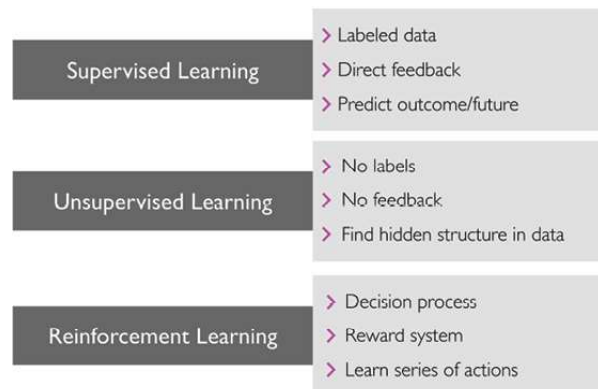 Supervised Learning
Labeled data
Direct feedback
Predict outcome/future
Unsupervised Learning
No labels
No feedback
Find hidden structure in data
Reinforcement Learning
Decision process
Reward system
Learn series of actions